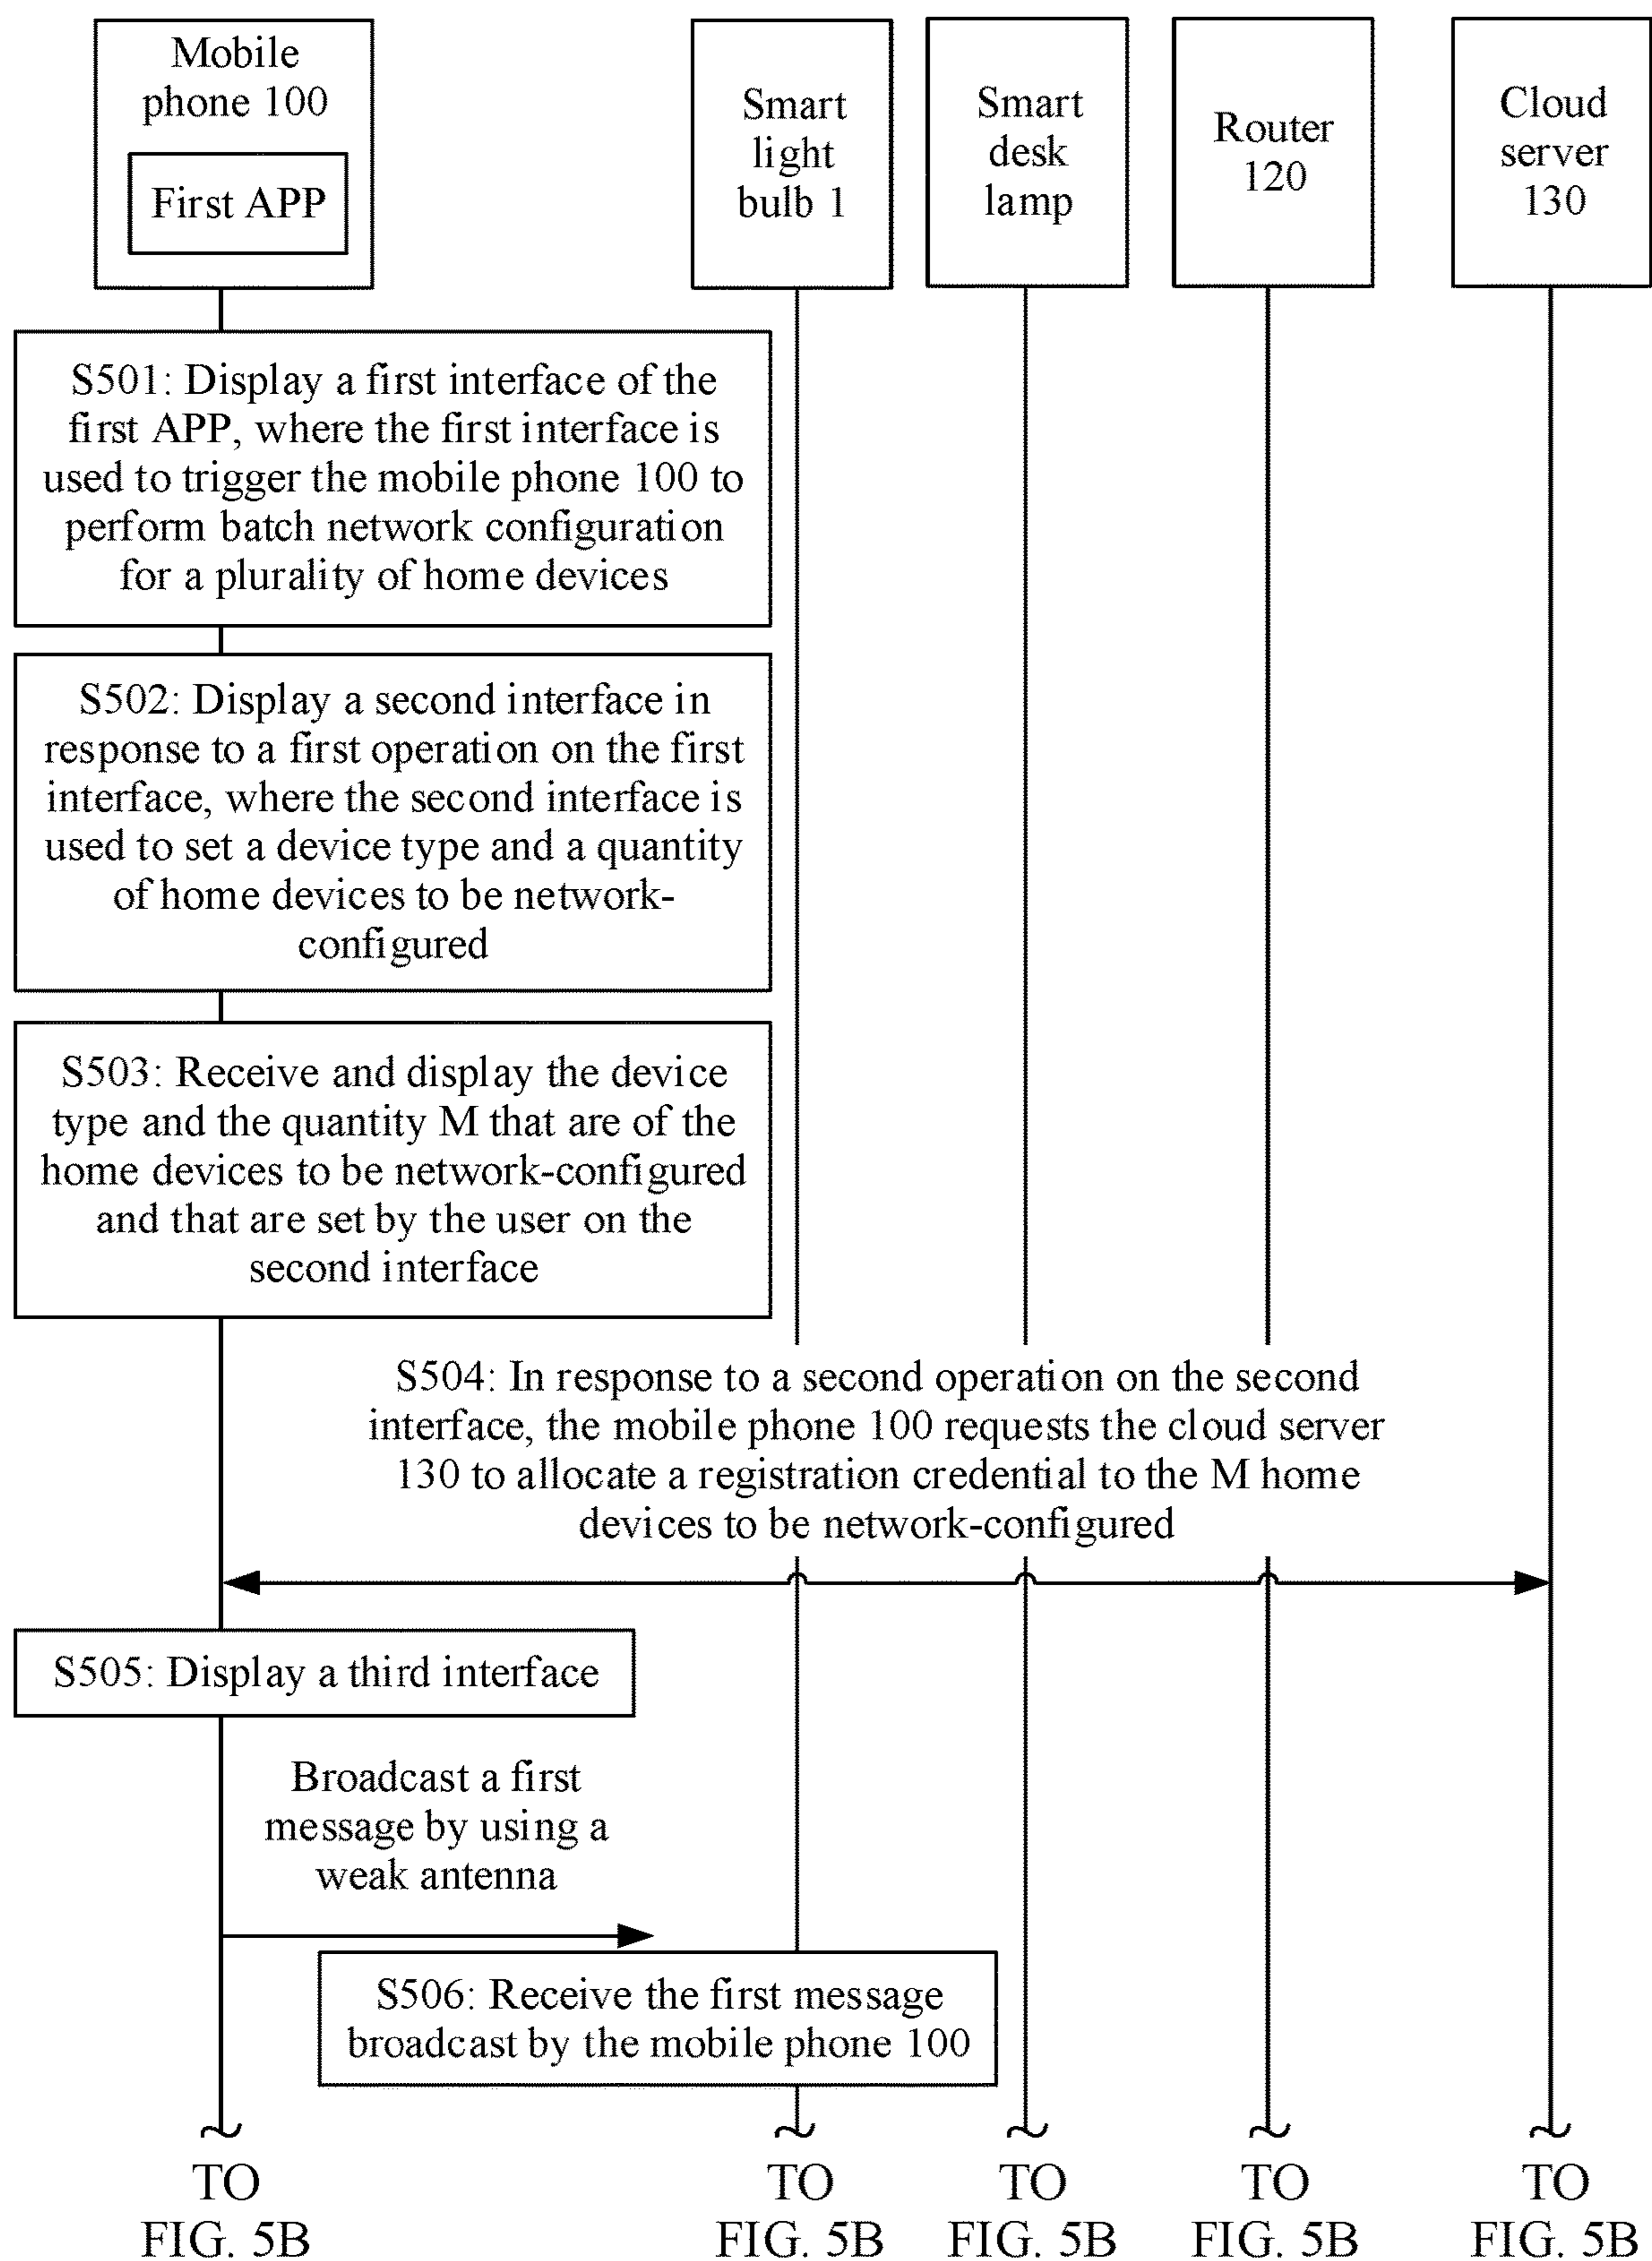 Mobile
phone 100
First APP
Smart
light
bulb 1
Smart
desk
lamp
Router
120
Cloud
server
130
S501: Display a first interface of the
first APP, where the first interface is
used to trigger the mobile phone 100 to
perform batch network configuration
for a plurality of home devices
S502: Display a second interface in
response to a first operation on the first
interface, where the second interface is
used to set a device type and a quantity
of home devices to be network-
configured
S503: Receive and display the device
type and the quantity M that are of the
home devices to be network-configured
and that are set by the user on the
second interface
S504: In response to a second operation on the second
interface, the mobile phone 100 requests the cloud server
130 to allocate a registration credential to the M home
devices to be network-configured
S505: Display a third interface
Broadcast a first
message by using a
weak antenna
S506: Receive the first message
broadcast by the mobile phone 100
TO
FIG. 5B
TO
FIG. 5B
TO
FIG. 5B
TO
FIG. 5B
TO
FIG. 5B